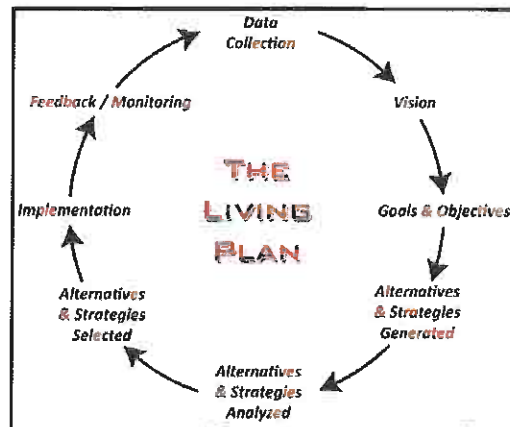 Data
Collection
Vision
Goals & Objectives
Alternatives
& Strategies
Generated
Alternatives
& Strategies
Analyzed
Alternatives
& Strategies
Selected
Implementation
Feedback / Monitoring
THE
LIVING
PLAN